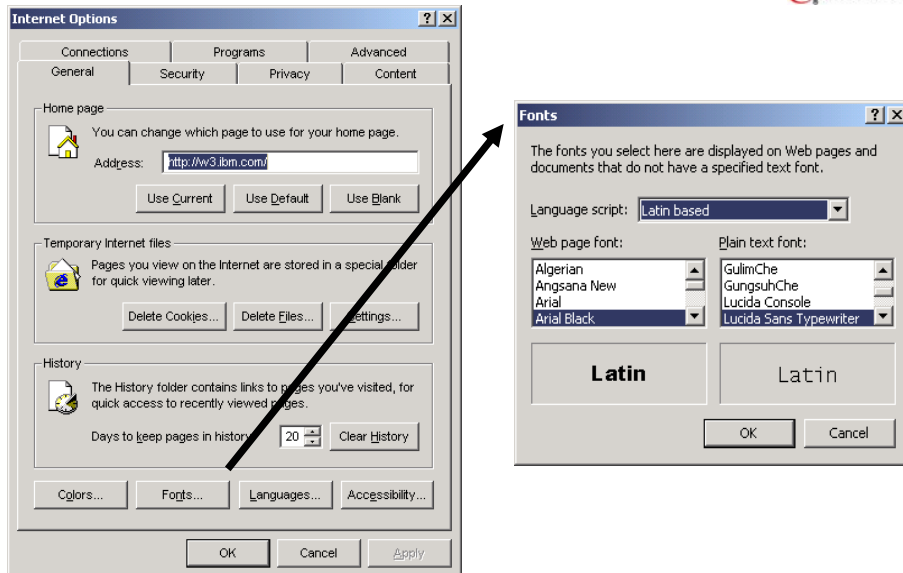 Internet Options
Connections Programs Advanced
General Security Privacy Content
Home page
You can change which page to use for your home page.
Address: http://w3.ibm.com/
Use Current Use Default Use Blank
Temporary Internet files
Pages you view on the Internet are stored in a special folder
for quick viewing later.
Delete Cookies... Delete Files... Settings...
History
The History folder contains links to pages you've visited, for
quick access to recently viewed pages.
Days to keep pages in history: 20 Clear History
Colors... Fonts... Languages... Accessibility...
OK Cancel Apply
Fonts
The fonts you select here are displayed on Web pages and
documents that do not have a specified text font.
Language script: Latin based
Web page font: Plain text font:
Algerian GulimChe
Angsana New GungsuhChe
Arial Lucida Console
Arial Black Lucida Sans Typewriter
Latin Latin
OK Cancel